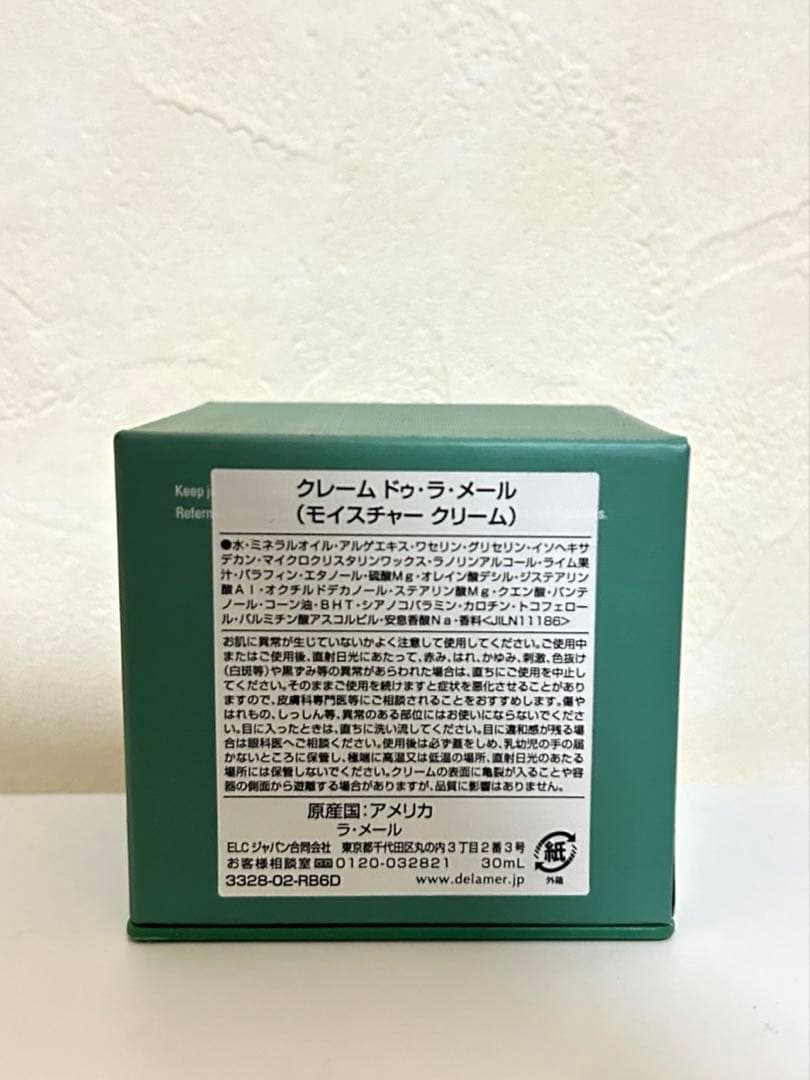 Keep
クレーム ドゥ・ラ・メール
(モイスチャー クリーム)
●水・ミネラルオイル・アルゲエキス・ワセリン・グリセリン・イソヘキサ
デカン・マイクロクリスタリンワックス・ラノリンアルコール・ライム果
汁・パラフィン・エタノール・硫酸Mg・オレイン酸デシル・ジステアリン
酸Al・オクチルドデカノール・ステアリン酸Mg・クエン酸・パンテ
ノール・コーン油・BHT・シアノコバラミン・カロチン・トコフェロー
ル・パルミチン酸アスコルビル・安息香酸Na・香料<JILN11186>
お肌に異常が生じていないかよく注意して使用してください。ご使用中
またはご使用後、直射日光にあたって、赤み、はれ、かゆみ、刺激、色抜け
(白斑等)や黒ずみ等の異常があらわれた場合は、直ちにご使用を中止し
てください。そのままご使用を続けますと症状を悪化させることがあり
ますので、皮膚科専門医等にご相談されることをおすすめします。傷や
はれもの、しっしん等、異常のある部位にはお使いにならないでくださ
い。目に入ったときは、直ちに洗い流してください。目に違和感が残る場
合は眼科医へご相談ください。使用後は必ず蓋をしめ、乳幼児の手の届
かないところに保管し、極端に高温又は低温の場所、直射日光のあたる
場所には保管しないでください。クリームの表面に亀裂が入ることや容
器の側面から遊離する場合がありますが、品質に影響はありません。
原産国:アメリカ
ラ・メール
ELC ジャパン合同会社 東京都千代田区丸の内3丁目2番3号
お客様相談室 0120-032821 30mL
3328-02-RB6D www.delamer.jp
紙
外箱